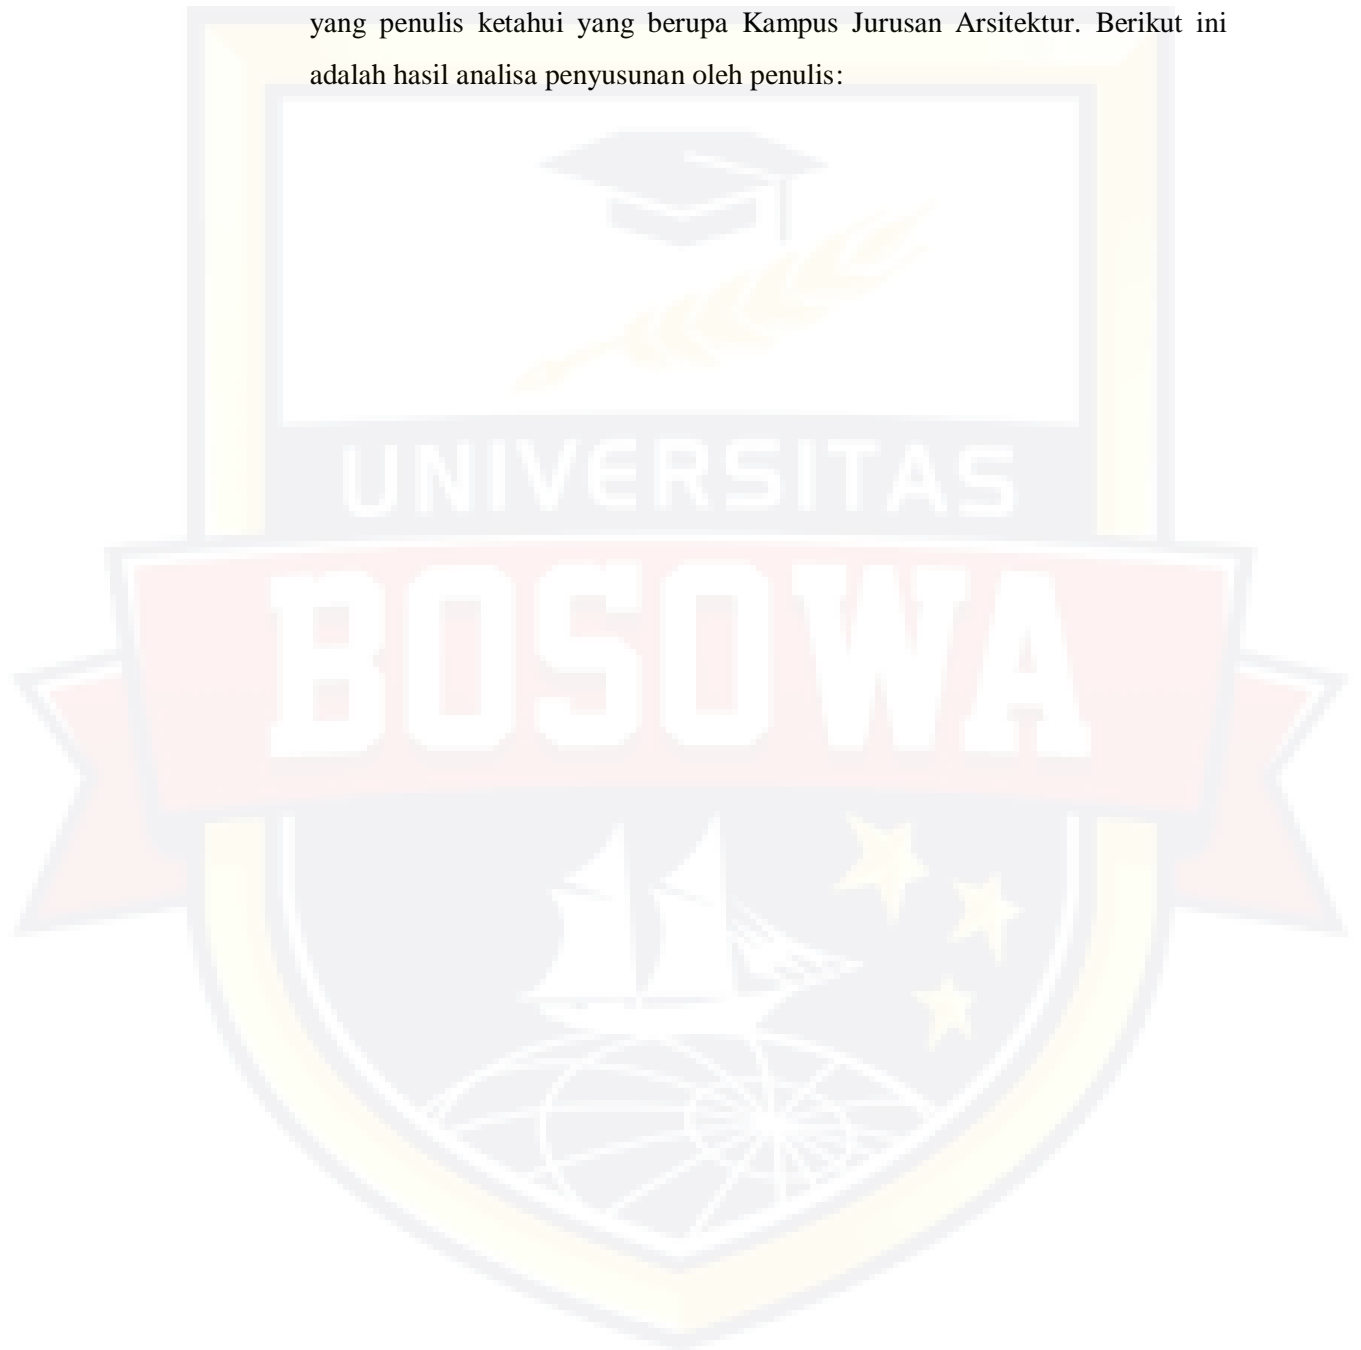 yang penulis ketahui yang berupa Kampus Jurusan Arsitektur. Berikut ini
adalah hasil analisa penyusunan oleh penulis:
UNIVERSITAS
BOSOWA